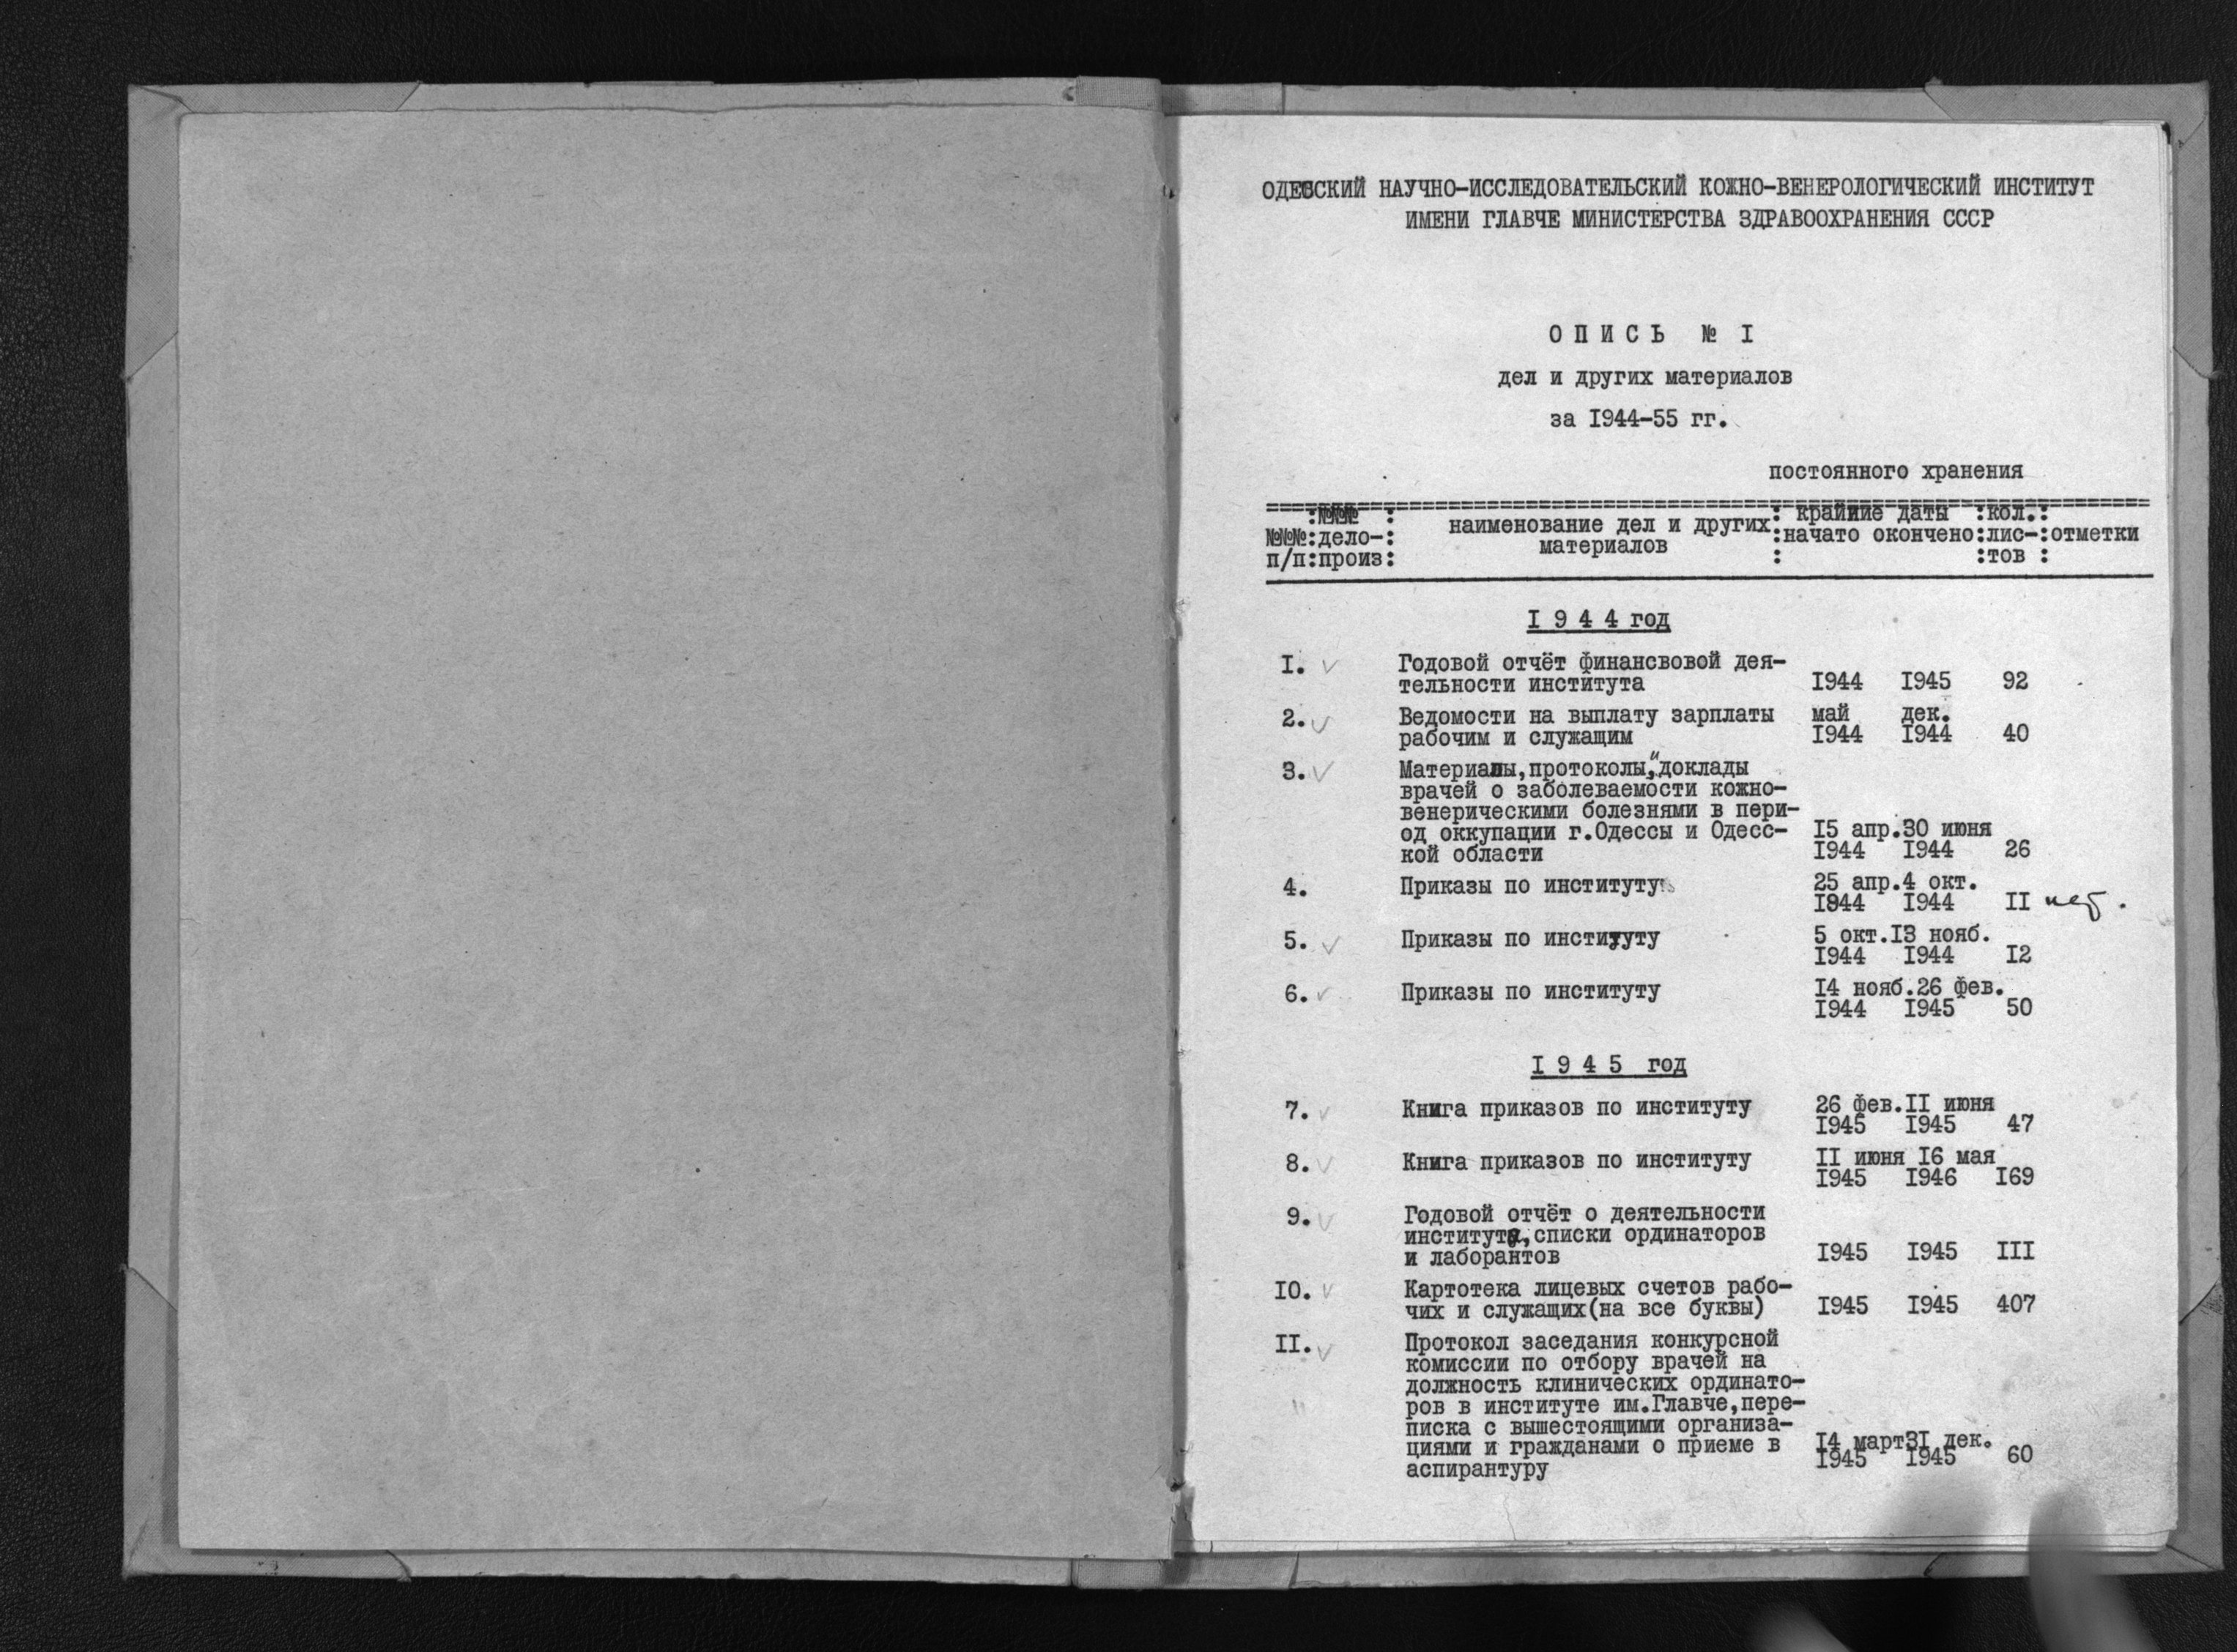 ОДЕССКИЙ НАУЧНО-ИССЛЕДОВАТЕЛЬСКИЙ КОЖНО-ВЕНЕРОЛОГИЧЕСКИЙ ИНСТИТУТ
ИМЕНИ ГЛАВЧЕ МИНИСТЕРСТВА ЗДРАВООХРАНЕНИЯ СССР
О П И С Ь № I
дел и других материалов
за I944-55 гг.
постоянного хранения
:№№№ : наименование дел и других: крайние даты :кол.:
№№№:дело-: материалов :начато окончено:лис-:отметки
п/п:произ: : :тов :
I 9 4 4 год
I. Годовой отчёт финансвовой дея-
тельности института I944 I945 92
2. Ведомости на выплату зарплаты май дек.
рабочим и служащим I944 I944 40
3. Материалы,протоколы, и доклады
врачей о заболеваемости кожно-
венерическими болезнями в пери-
од оккупации г.Одессы и Одесс- I5 апр.30 июня
кой области I944 I944 26
4. Приказы по институту 25 апр.4 окт.
I944 I944 II
5. Приказы по институту 5 окт.I3 нояб.
I944 I944 I2
6. Приказы по институту I4 нояб.26 фев.
I944 I945 50
I 9 4 5 год
7. Книга приказов по институту 26 фев.II июня
I945 I945 47
8. Книга приказов по институту II июня I6 мая
I945 I946 I69
9. Годовой отчёт о деятельности
института,списки ординаторов
и лаборантов I945 I945 III
IO. Картотека лицевых счетов рабо-
чих и служащих(на все буквы) I945 I945 407
II. Протокол заседания конкурсной
комиссии по отбору врачей на
должность клинических ординато-
ров в институте им.Главче,пере-
писка с вышестоящими организа-
циями и гражданами о приеме в I4 март3I дек.
аспирантуру I945 I945 60